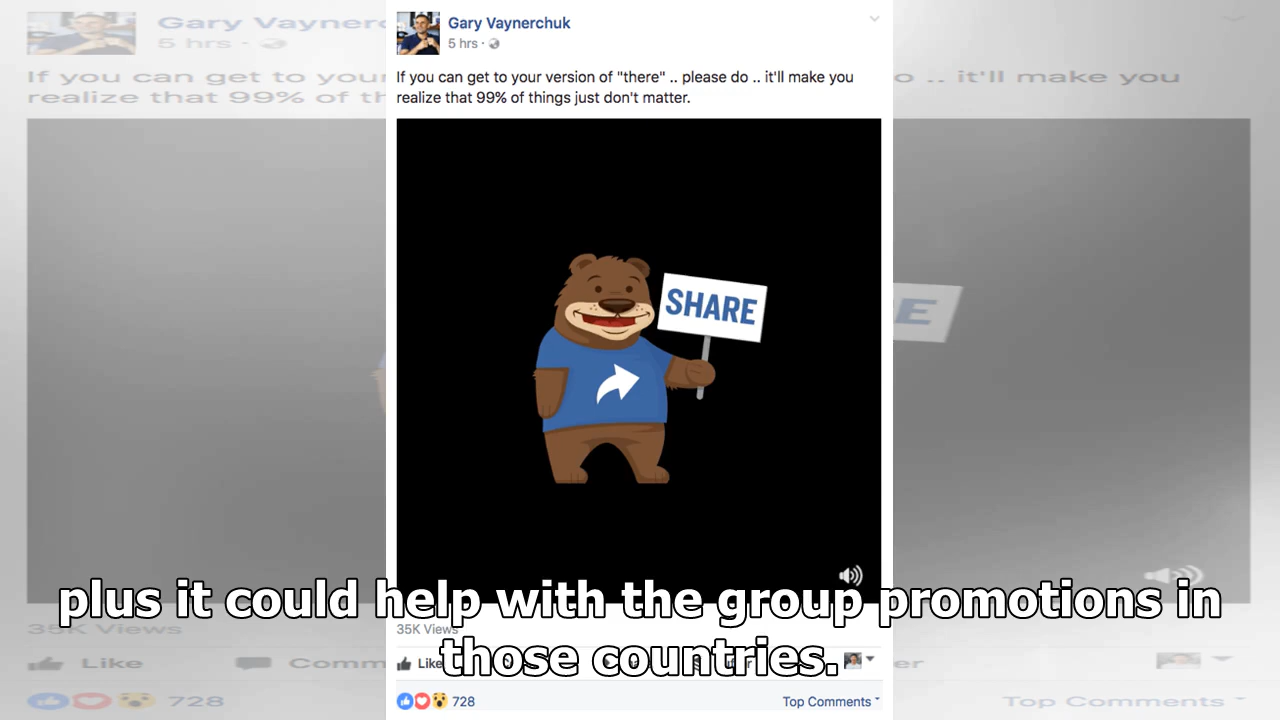 Gary Vaynerchuk
5 hrs ·
If you can get to your version of "there" .. please do .. it'll make you
realize that 99% of things just don't matter.
SHARE
plus it could help with the group promotions in
those countries.
35K Views
Like
728
Top Comments